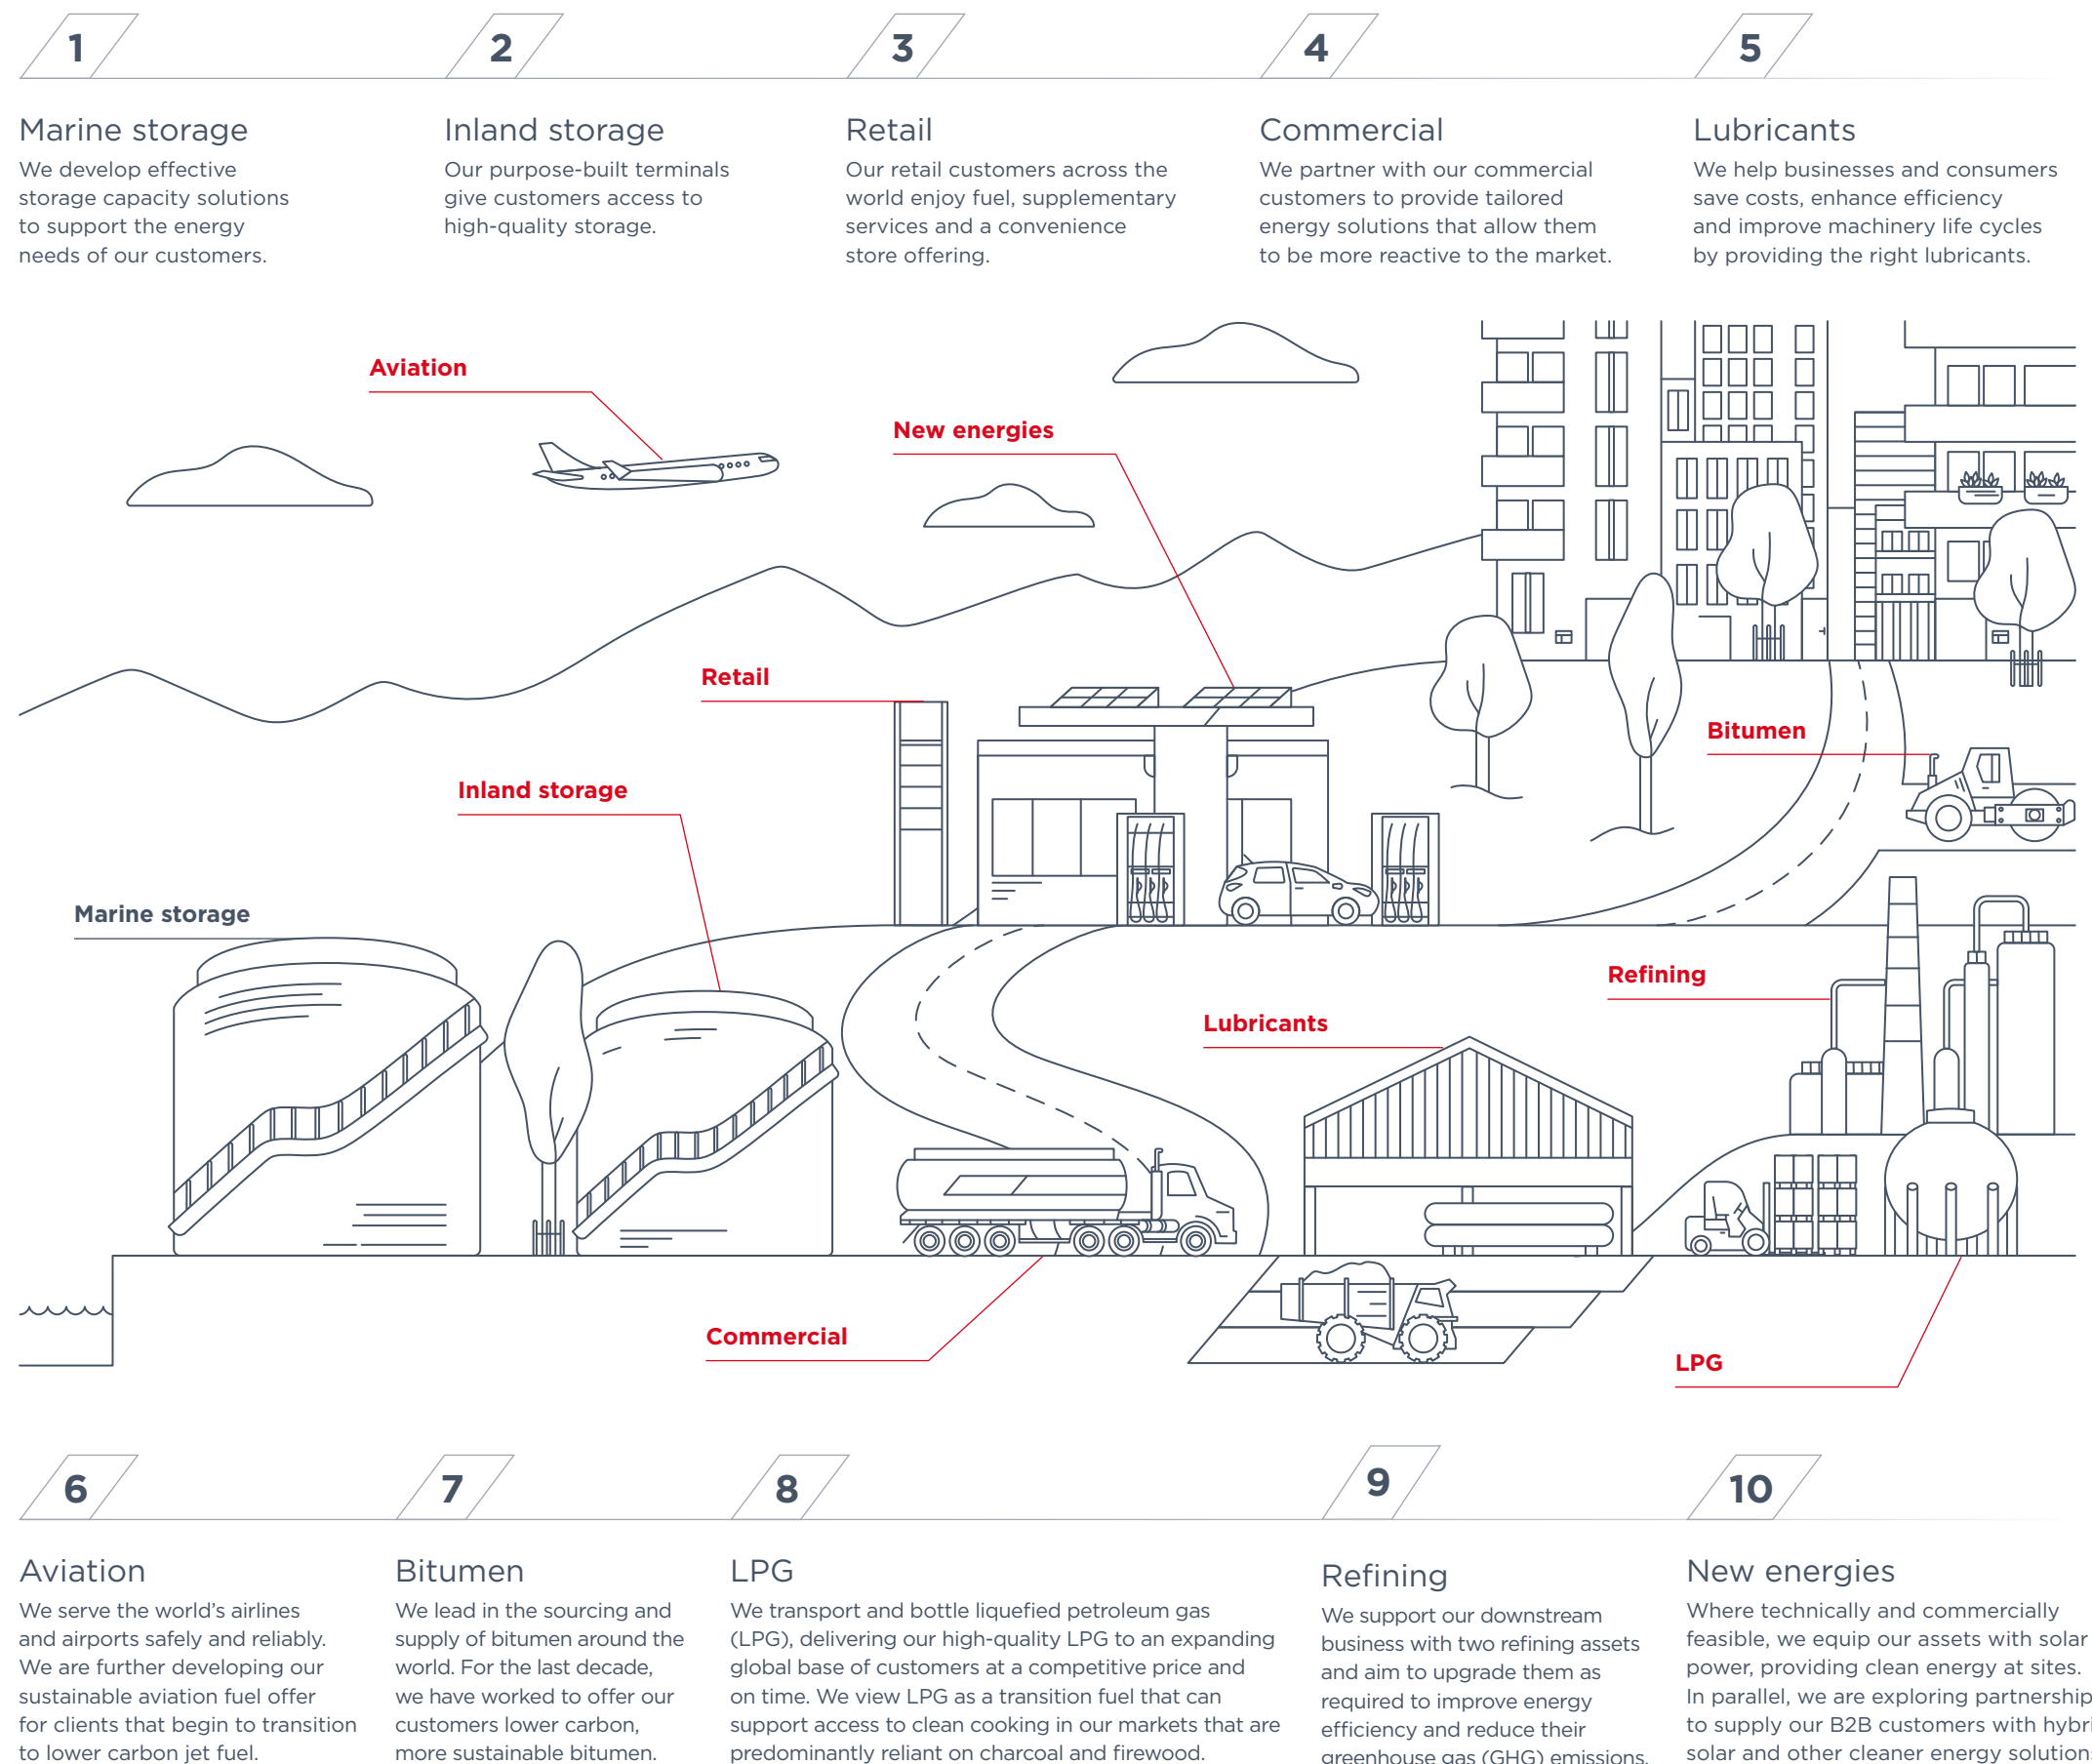 1
2
3
4
5
Marine storage
We develop effective
storage capacity solutions
to support the energy
needs of our customers.
Inland storage
Our purpose-built terminals
give customers access to
high-quality storage.
Retail
Our retail customers across the
world enjoy fuel, supplementary
services and a convenience
store offering.
Commercial
We partner with our commercial
customers to provide tailored
energy solutions that allow them
to be more reactive to the market.
Lubricants
We help businesses and consumers
save costs, enhance efficiency
and improve machinery life cycles
by providing the right lubricants.
Aviation
New energies
Retail
Bitumen
Inland storage
Marine storage
Refining
Lubricants
Commercial
LPG
6
7
8
9
10
Aviation
We serve the world’s airlines
and airports safely and reliably.
We are further developing our
sustainable aviation fuel offer
for clients that begin to transition
to lower carbon jet fuel.
Bitumen
We lead in the sourcing and
supply of bitumen around the
world. For the last decade,
we have worked to offer our
customers lower carbon,
more sustainable bitumen.
LPG
We transport and bottle liquefied petroleum gas
(LPG), delivering our high-quality LPG to an expanding
global base of customers at a competitive price and
on time. We view LPG as a transition fuel that can
support access to clean cooking in our markets that are
predominantly reliant on charcoal and firewood.
Refining
We support our downstream
business with two refining assets
and aim to upgrade them as
required to improve energy
efficiency and reduce their
greenhouse gas (GHG) emissions.
New energies
Where technically and commercially
feasible, we equip our assets with solar
power, providing clean energy at sites.
In parallel, we are exploring partnership
to supply our B2B customers with hybri
solar and other cleaner energy solution